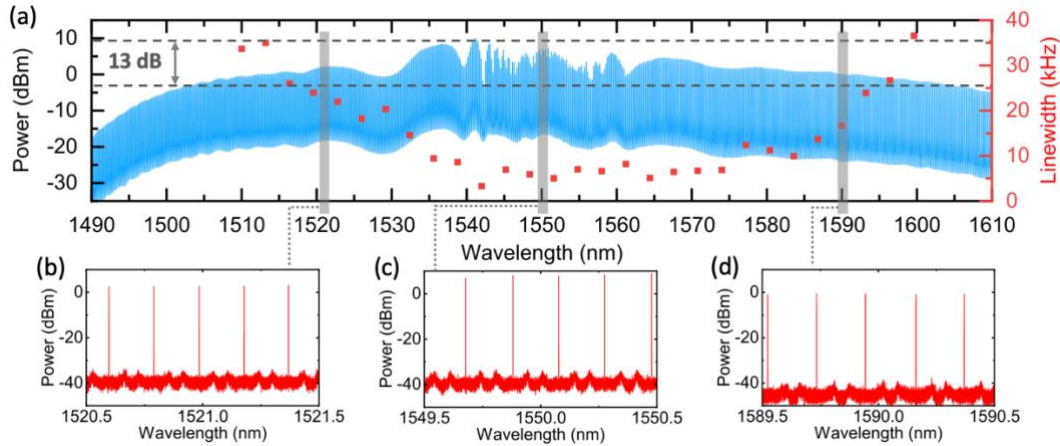 (a)
10
0
-10
-20
-30
Power (dBm)
13 dB
40
35
30
25
20
15
10
5
0
Linewidth (kHz)
1490 1500 1510 1520 1530 1540 1550 1560 1570 1580 1590 1600 1610
Wavelength (nm)
(b)
0
-20
-40
Power (dBm)
1520.5 1521.0 1521.5
Wavelength (nm)
(c)
0
-20
-40
Power (dBm)
1549.5 1550.0 1550.5
Wavelength (nm)
(d)
0
-20
-40
Power (dBm)
1589.5 1590.0 1590.5
Wavelength (nm)